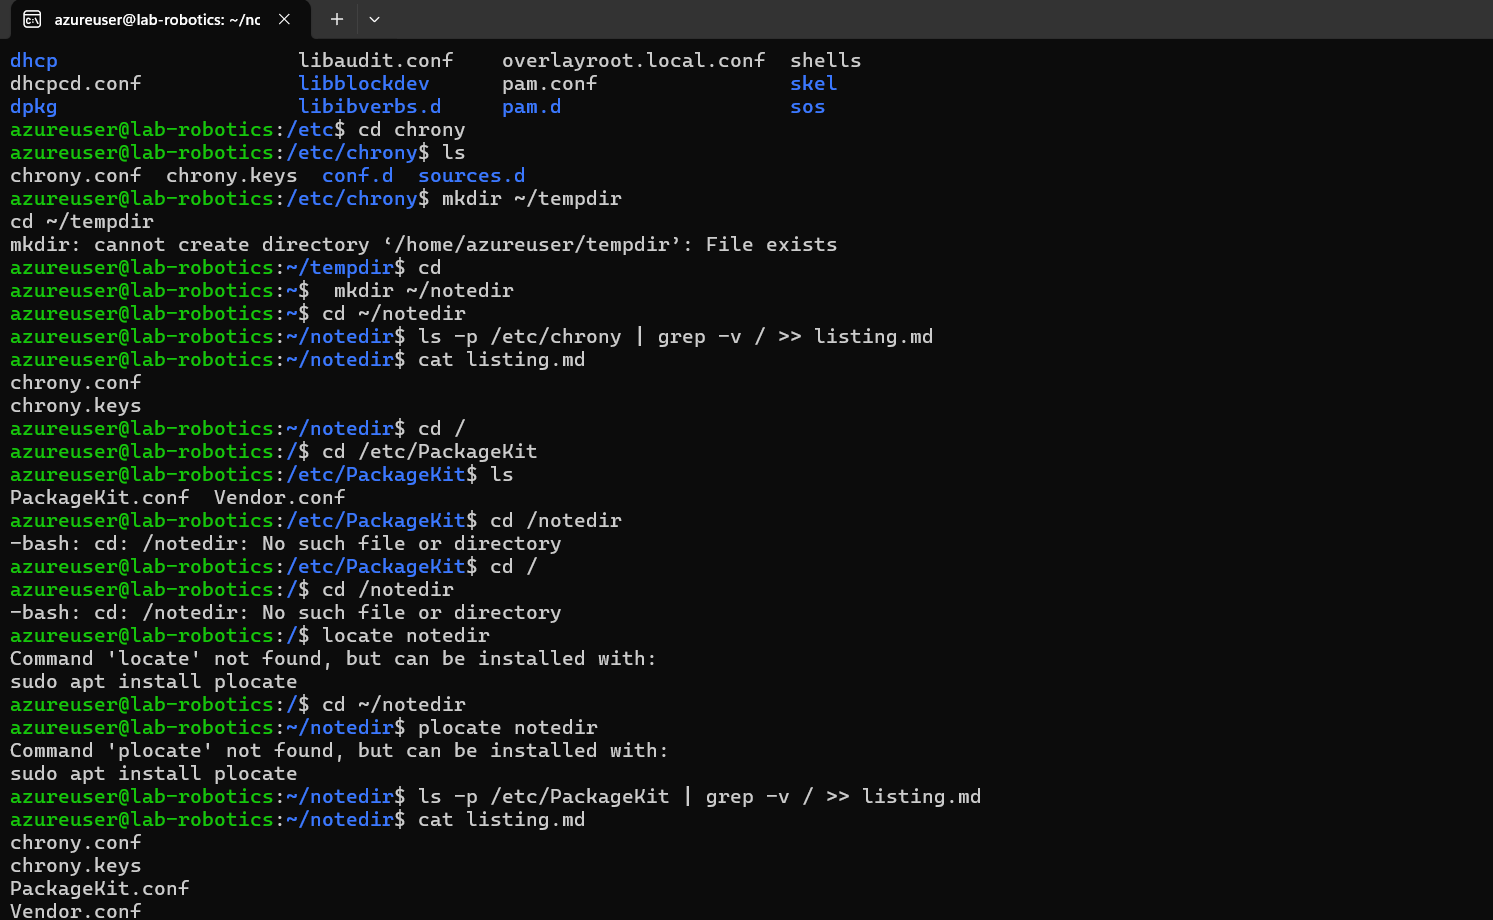 azureuser@lab-robotics: ~/nc
dhcp                    libaudit.conf    overlayroot.local.conf  shells
dhcpcd.conf             libblockdev      pam.conf                skel
dpkg                    libibverbs.d     pam.d                   sos
azureuser@lab-robotics:/etc$ cd chrony
azureuser@lab-robotics:/etc/chrony$ ls
chrony.conf  chrony.keys  conf.d  sources.d
azureuser@lab-robotics:/etc/chrony$ mkdir ~/tempdir
cd ~/tempdir
mkdir: cannot create directory ‘/home/azureuser/tempdir’: File exists
azureuser@lab-robotics:~/tempdir$ cd
azureuser@lab-robotics:~$  mkdir ~/notedir
azureuser@lab-robotics:~$ cd ~/notedir
azureuser@lab-robotics:~/notedir$ ls -p /etc/chrony | grep -v / >> listing.md
azureuser@lab-robotics:~/notedir$ cat listing.md
chrony.conf
chrony.keys
azureuser@lab-robotics:~/notedir$ cd /
azureuser@lab-robotics:/$ cd /etc/PackageKit
azureuser@lab-robotics:/etc/PackageKit$ ls
PackageKit.conf  Vendor.conf
azureuser@lab-robotics:/etc/PackageKit$ cd /notedir
-bash: cd: /notedir: No such file or directory
azureuser@lab-robotics:/etc/PackageKit$ cd /
azureuser@lab-robotics:/$ cd /notedir
-bash: cd: /notedir: No such file or directory
azureuser@lab-robotics:/$ locate notedir
Command 'locate' not found, but can be installed with:
sudo apt install plocate
azureuser@lab-robotics:/$ cd ~/notedir
azureuser@lab-robotics:~/notedir$ plocate notedir
Command 'plocate' not found, but can be installed with:
sudo apt install plocate
azureuser@lab-robotics:~/notedir$ ls -p /etc/PackageKit | grep -v / >> listing.md
azureuser@lab-robotics:~/notedir$ cat listing.md
chrony.conf
chrony.keys
PackageKit.conf
Vendor.conf